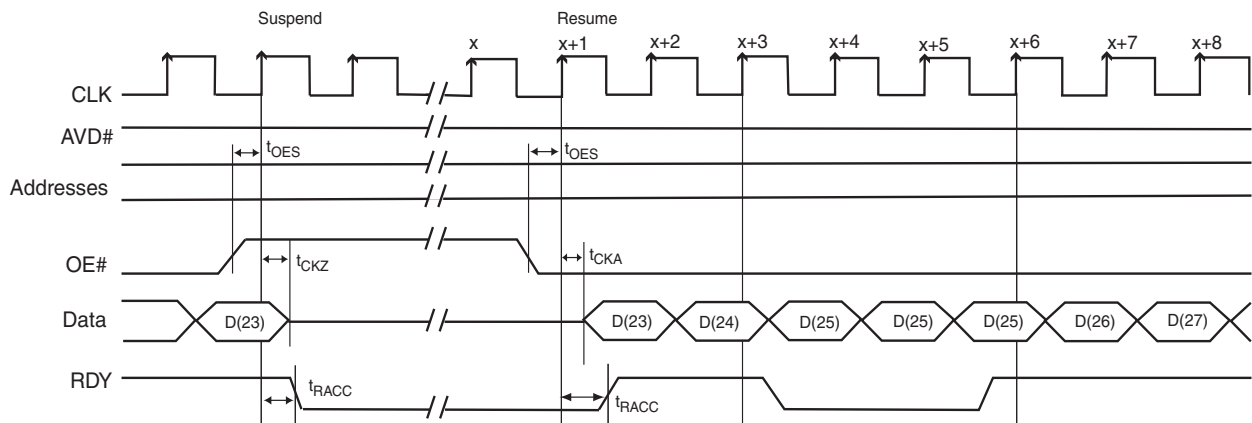 Suspend Resume
x x+1 x+2 x+3 x+4 x+5 x+6 x+7 x+8
CLK
AVD#
tOES tOES
Addresses
OE# tCKZ tCKA
Data D(23) D(23) D(24) D(25) D(25) D(25) D(26) D(27)
RDY tRACC tRACC